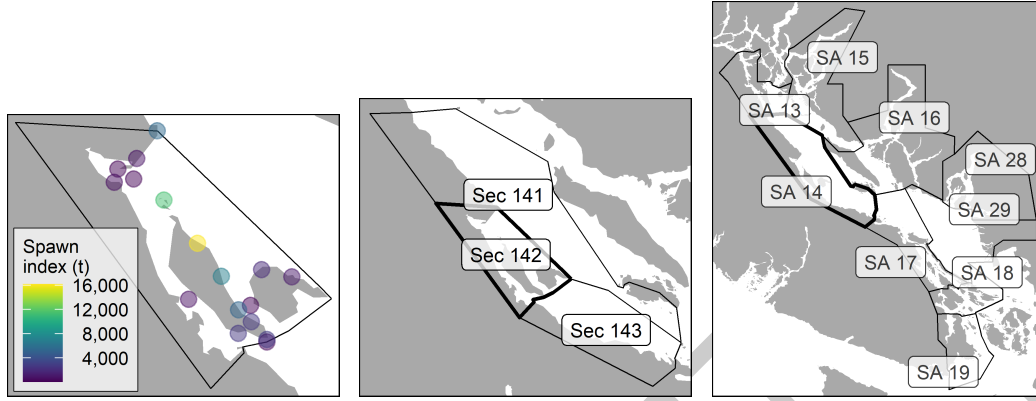 Spawn
index (t)
16,000
12,000
8,000
4,000
Sec 141
Sec 142
Sec 143
SA 15
SA 13
SA 16
SA 28
SA 14
SA 29
SA 17
SA 18
SA 19